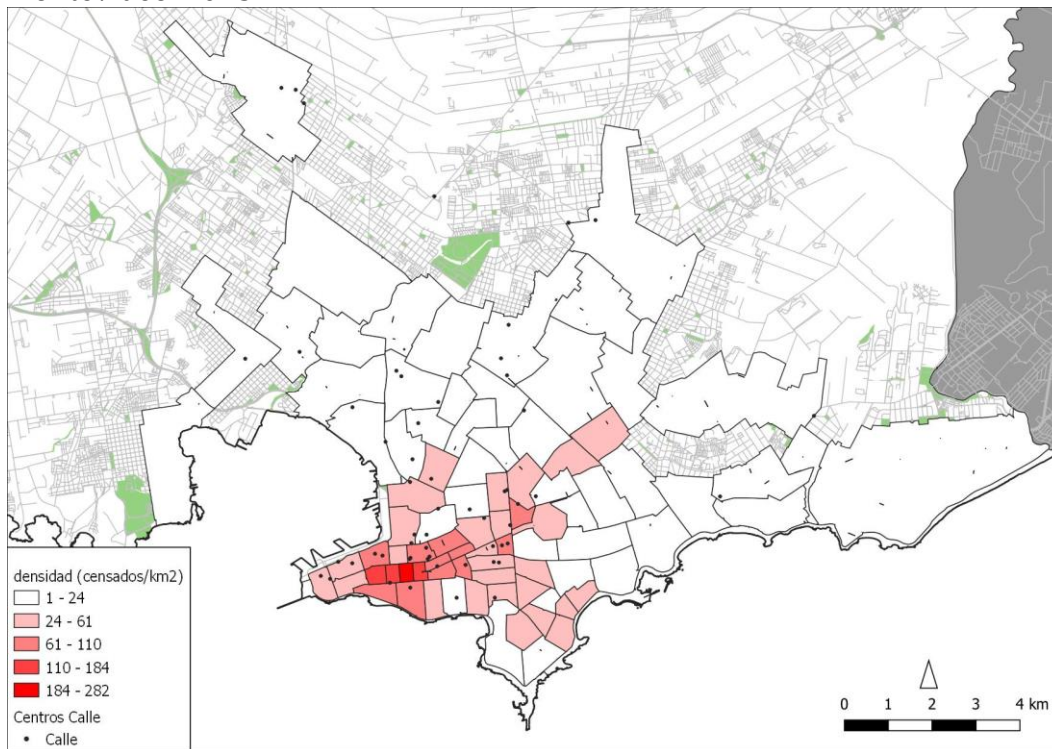 densidad (censados/km2)
1 - 24
24 - 61
61 - 110
110 - 184
184 - 282
Centros Calle
Calle
0 1 2 3 4 km